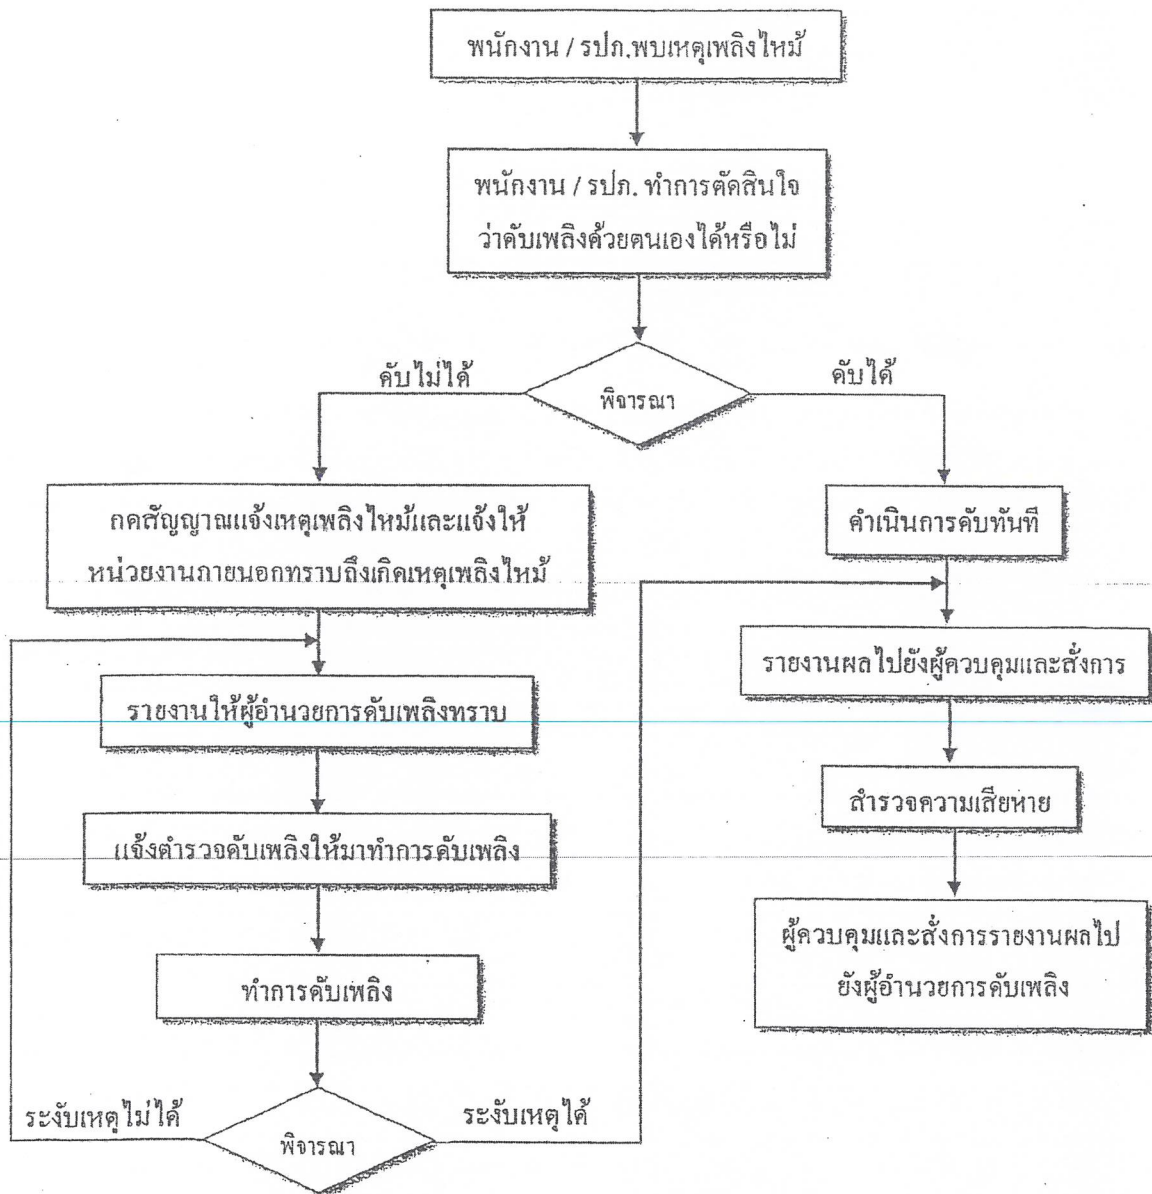 พนักงาน / รปภ.พบเหตุเพลิงไหม้
พนักงาน / รปภ. ทำการตัดสินใจ
ว่าดับเพลิงด้วยตนเองได้หรือไม่
พิจารณา
ดับไม่ได้
ดับได้
กดสัญญาณแจ้งเหตุเพลิงไหม้และแจ้งให้
หน่วยงานภายนอกทราบถึงเกิดเหตุเพลิงไหม้
รายงานให้ผู้อำนวยการดับเพลิงทราบ
แจ้งตำรวจดับเพลิงให้มาทำการดับเพลิง
ทำการดับเพลิง
พิจารณา
ระงับเหตุไม่ได้
ระงับเหตุได้
ดำเนินการดับทันที
รายงานผลไปยังผู้ควบคุมและสั่งการ
สำรวจความเสียหาย
ผู้ควบคุมและสั่งการรายงานผลไป
ยังผู้อำนวยการดับเพลิง